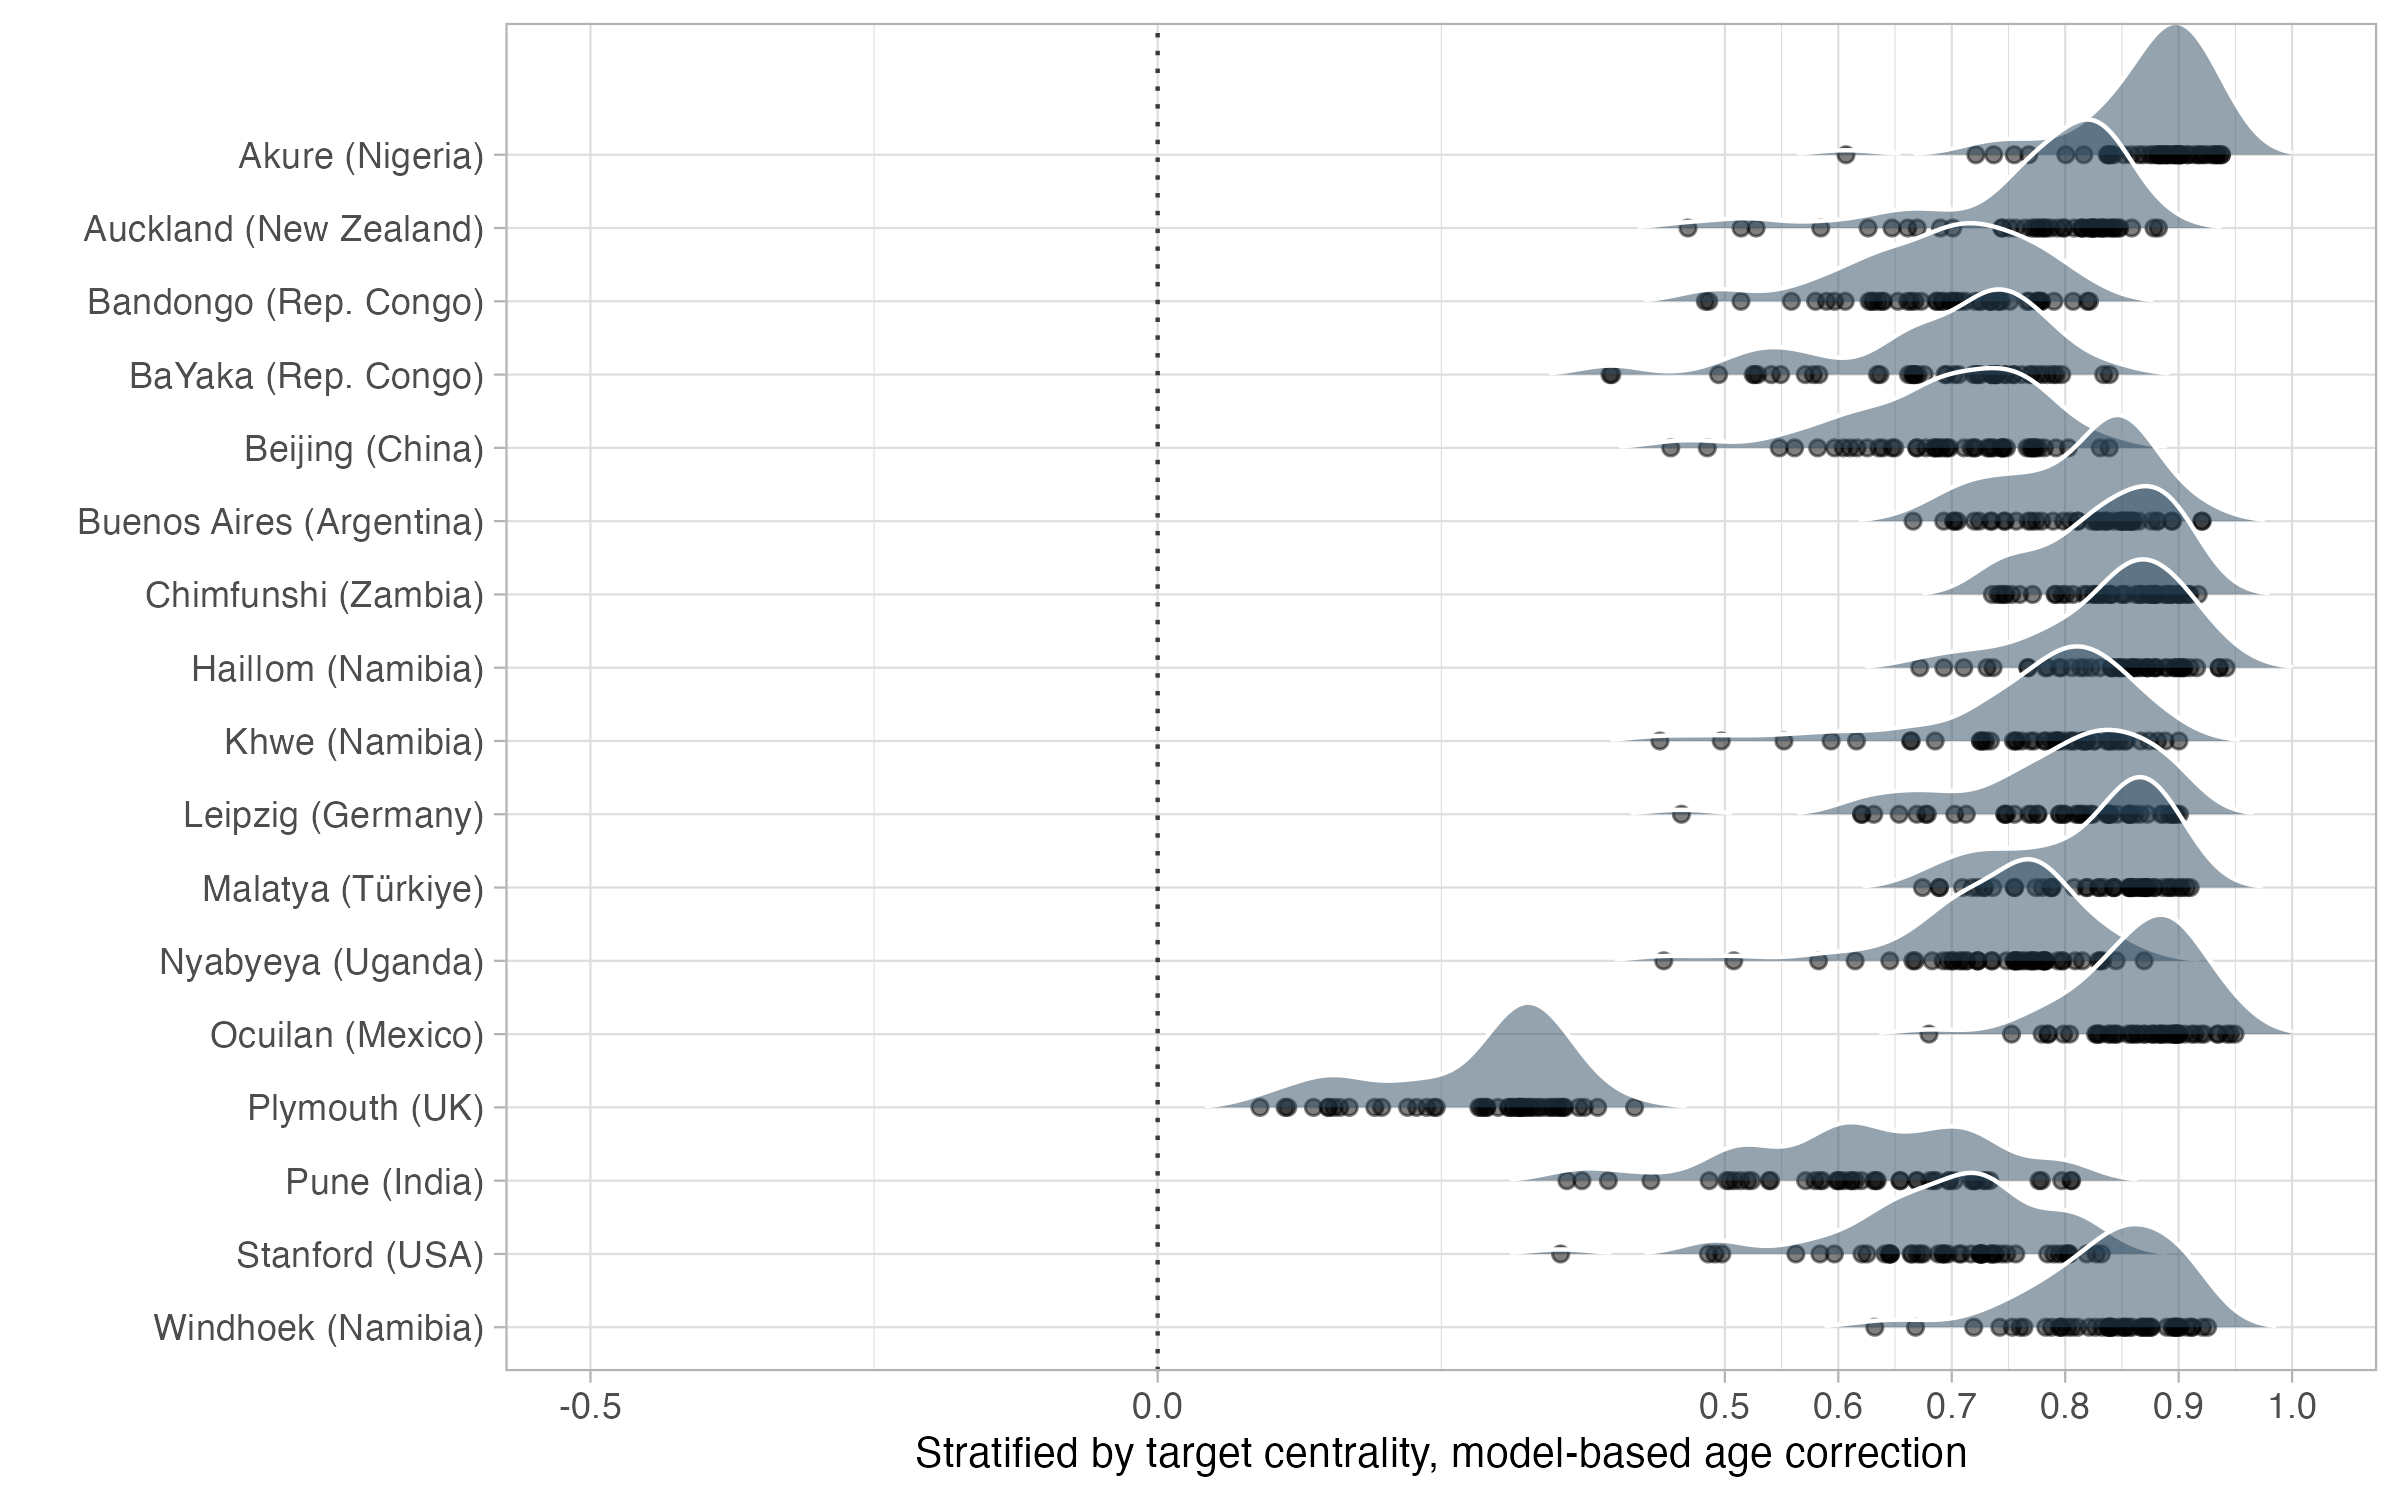 Akure (Nigeria)
Auckland (New Zealand)
Bandongo (Rep. Congo)
BaYaka (Rep. Congo)
Beijing (China)
Buenos Aires (Argentina)
Chimfunshi (Zambia)
Haillom (Namibia)
Khwe (Namibia)
Leipzig (Germany)
Malatya (Türkiye)
Nyabyeya (Uganda)
Ocuilan (Mexico)
Plymouth (UK)
Pune (India)
Stanford (USA)
Windhoek (Namibia)
-0.5 0.0 0.5 0.6 0.7 0.8 0.9 1.0
Stratified by target centrality, model-based age correction